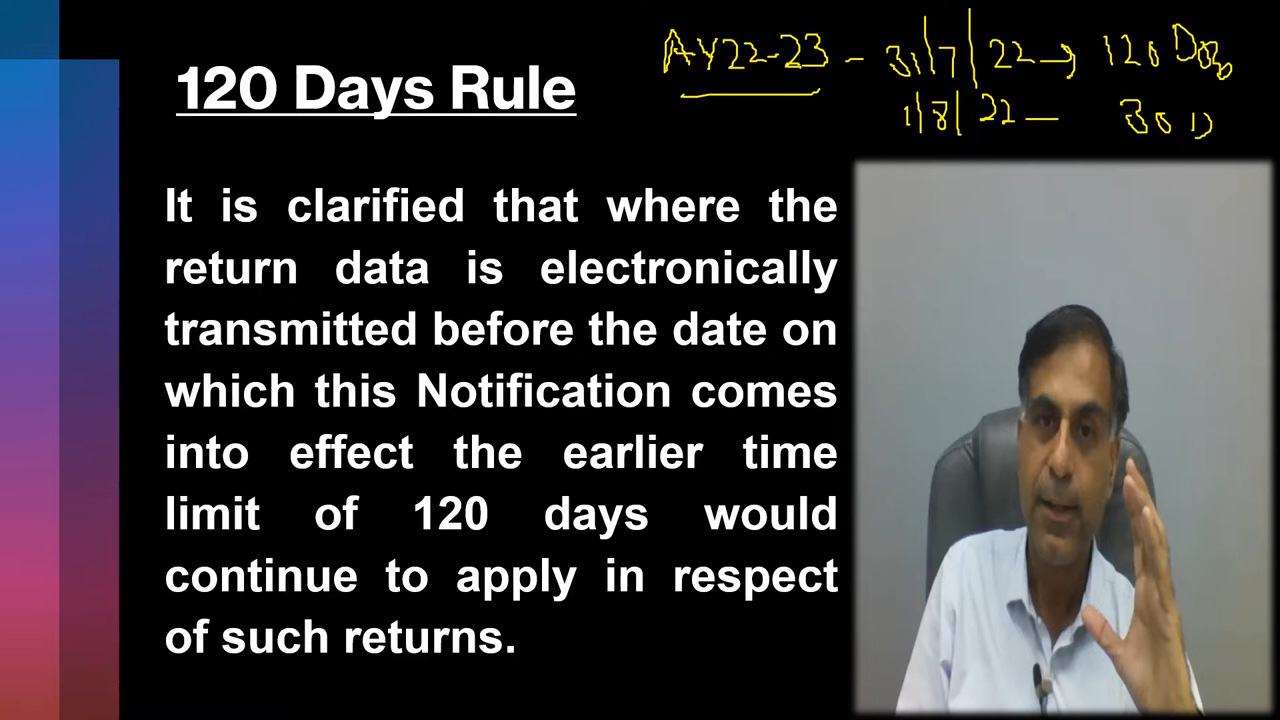 AY22-23 - 31/7/22 → 120 Days
1/8/22 — 30 D
120 Days Rule
It is clarified that where the
return data is electronically
transmitted before the date on
which this Notification comes
into effect the earlier time
limit of 120 days would
continue to apply in respect
of such returns.